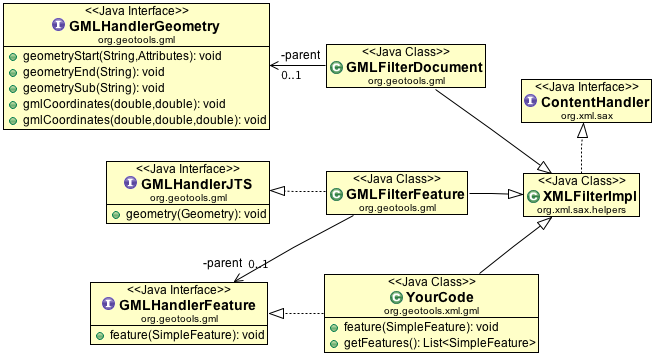 <<Java Interface>>
GMLHandlerGeometry
org.geotools.gml
geometryStart(String,Attributes): void
geometryEnd(String): void
geometrySub(String): void
gmlCoordinates(double,double): void
gmlCoordinates(double,double,double): void
-parent
0..1
<<Java Class>>
GMLFilterDocument
org.geotools.gml
<<Java Interface>>
ContentHandler
org.xml.sax
<<Java Interface>>
GMLHandlerJTS
org.geotools.gml
geometry(Geometry): void
<<Java Class>>
GMLFilterFeature
org.geotools.gml
<<Java Class>>
XMLFilterImpl
org.xml.sax.helpers
-parent
0..1
<<Java Interface>>
GMLHandlerFeature
org.geotools.gml
feature(SimpleFeature): void
<<Java Class>>
YourCode
org.geotools.xml.gml
feature(SimpleFeature): void
getFeatures(): List<SimpleFeature>